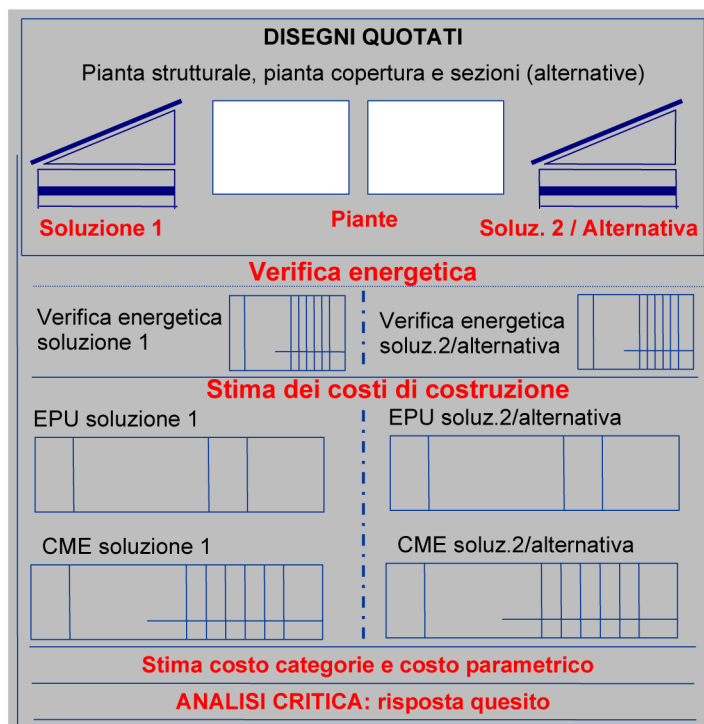 DISEGNI QUOTATI
Pianta strutturale, pianta copertura e sezioni (alternative)
Soluzione 1
Piante
Soluz. 2 / Alternativa
Verifica energetica
Verifica energetica
soluzione 1
Verifica energetica
soluz.2/alternativa
Stima dei costi di costruzione
EPU soluzione 1
EPU soluz.2/alternativa
CME soluzione 1
CME soluz.2/alternativa
Stima costo categorie e costo parametrico
ANALISI CRITICA: risposta quesito